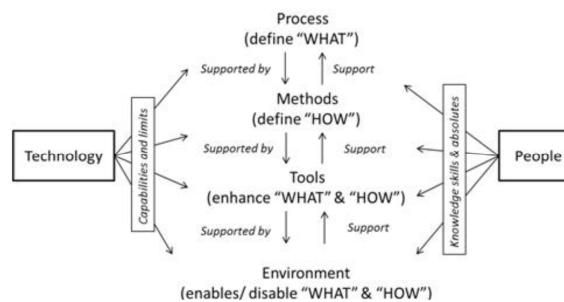 Process
(define “WHAT”)
Supported by
Support
Methods
(define “HOW”)
Technology
Capabilities and limits
Supported by
Support
Knowledge skills & absolutes
People
Tools
(enhance “WHAT” & “HOW”)
Supported by
Support
Environment
(enables/ disable “WHAT” & “HOW”)